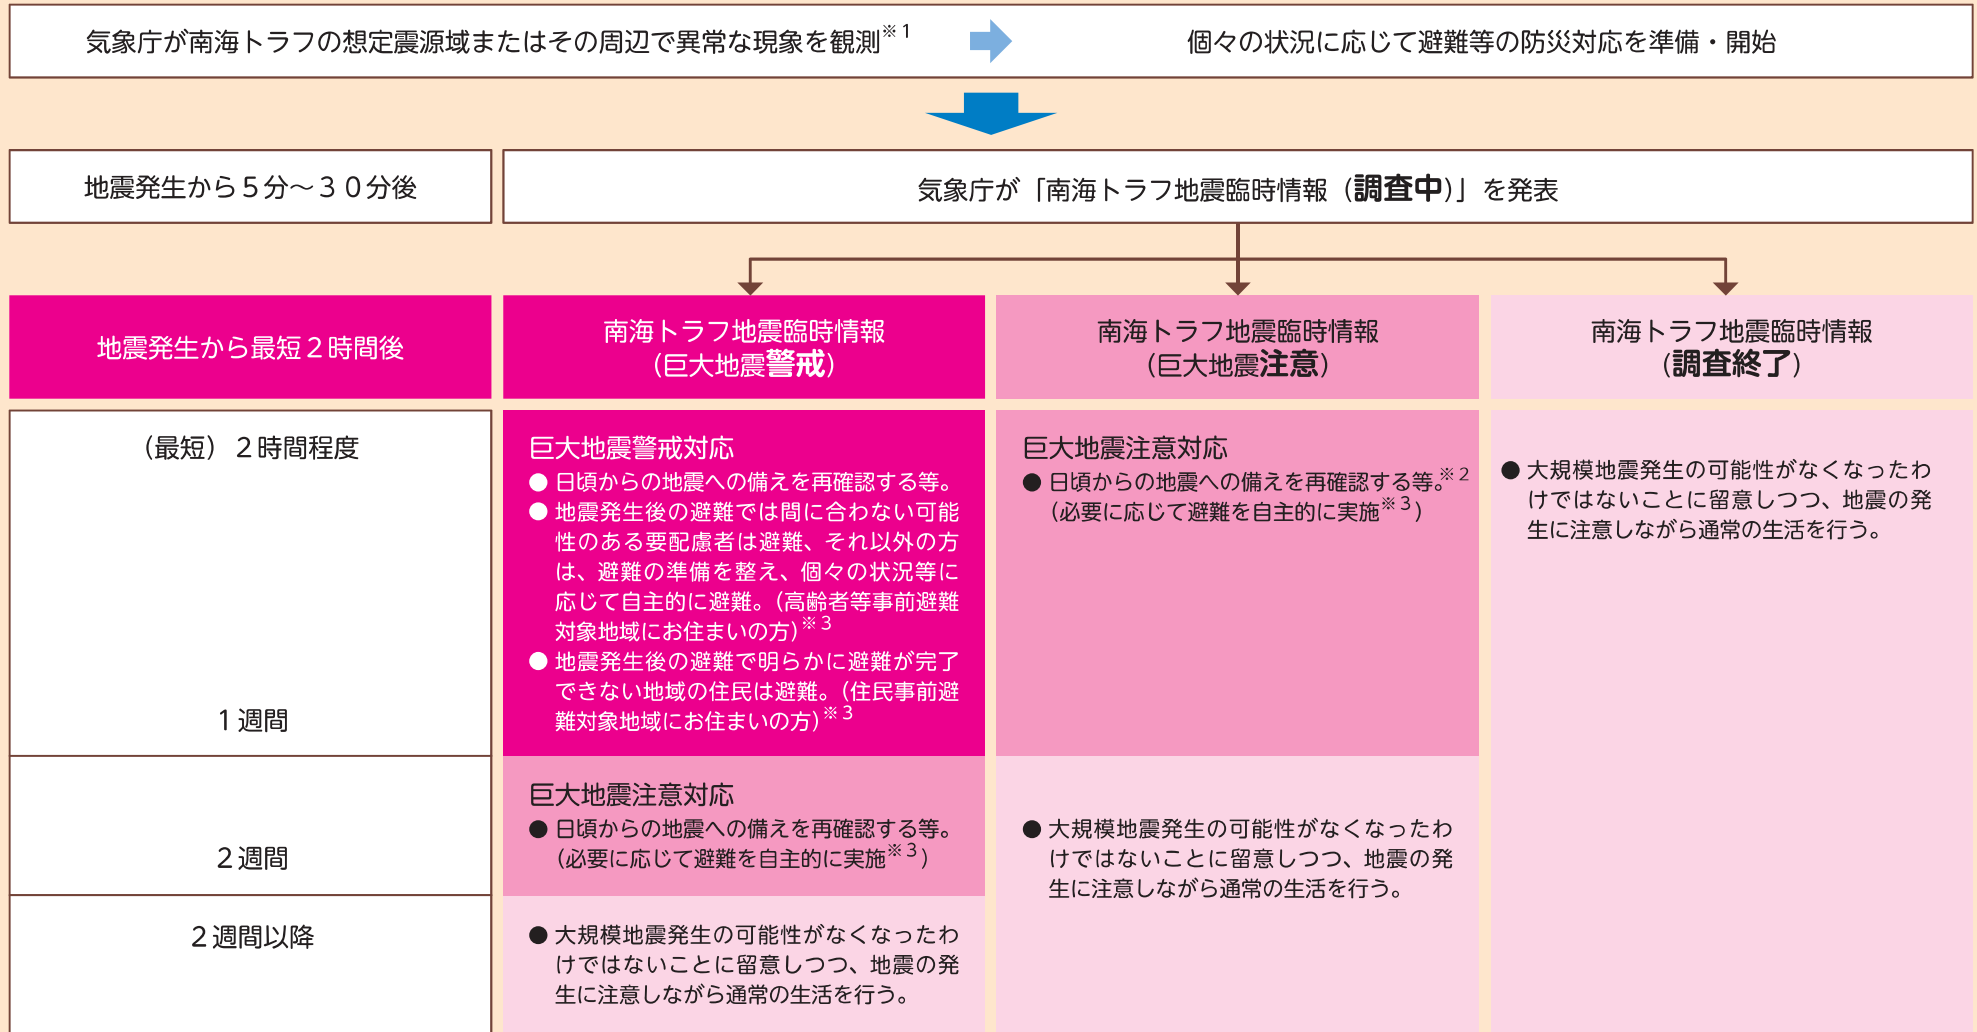 気象庁が南海トラフの想定震源域またはその周辺で異常な現象を観測※1
個々の状況に応じて避難等の防災対応を準備・開始
地震発生から5分～30分後
気象庁が「南海トラフ地震臨時情報（調査中）」を発表
地震発生から最短2時間後
南海トラフ地震臨時情報
（巨大地震警戒）
南海トラフ地震臨時情報
（巨大地震注意）
南海トラフ地震臨時情報
（調査終了）
（最短）2時間程度
1週間
2週間
2週間以降
巨大地震警戒対応
●日頃からの地震への備えを再確認する等。
●地震発生後の避難では間に合わない可能
性のある要配慮者は避難、それ以外の方
は、避難の準備を整え、個々の状況等に
応じて自主的に避難。（高齢者等事前避難
対象地域にお住まいの方）※3
●地震発生後の避難で明らかに避難が完了
できない地域の住民は避難。（住民事前避
難対象地域にお住まいの方）※3
巨大地震注意対応
●日頃からの地震への備えを再確認する等。
（必要に応じて避難を自主的に実施※3）
●大規模地震発生の可能性がなくなったわ
けではないことに留意しつつ、地震の発
生に注意しながら通常の生活を行う。
巨大地震注意対応
●日頃からの地震への備えを再確認する等。※2
（必要に応じて避難を自主的に実施※3）
●大規模地震発生の可能性がなくなったわ
けではないことに留意しつつ、地震の発
生に注意しながら通常の生活を行う。
●大規模地震発生の可能性がなくなったわ
けではないことに留意しつつ、地震の発
生に注意しながら通常の生活を行う。